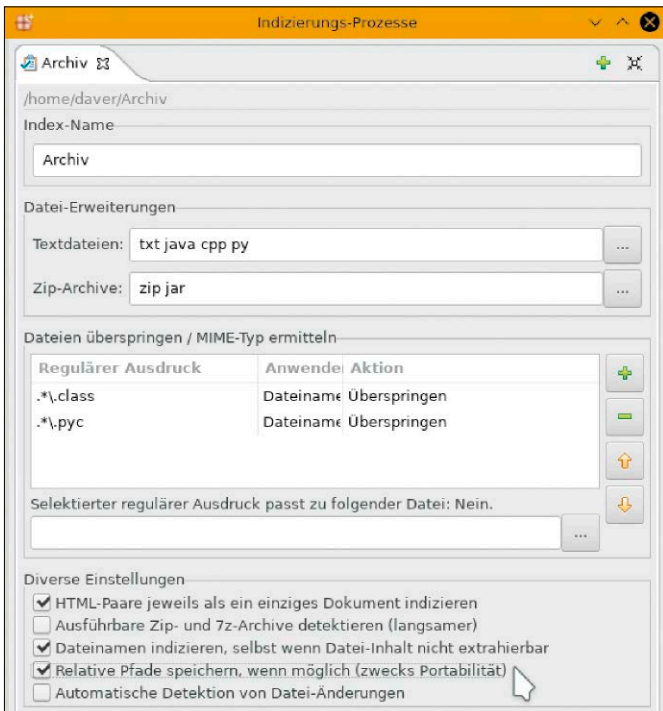 Indizierungs-Prozesse
Archiv
/home/daver/Archiv
Index-Name
Archiv
Datei-Erweiterungen
Textdateien: txt java cpp py ...
Zip-Archive: zip jar ...
Dateien überspringen / MIME-Typ ermitteln
Regulärer Ausdruck Anwende Aktion
.*\.class Dateiname Überspringen
.*\.pyc Dateiname Überspringen
Selektierter regulärer Ausdruck passt zu folgender Datei: Nein.
...
Diverse Einstellungen
HTML-Paare jeweils als ein einziges Dokument indizieren
Ausführbare Zip- und 7z-Archive detektieren (langsamer)
Dateinamen indizieren, selbst wenn Datei-Inhalt nicht extrahierbar
Relative Pfade speichern, wenn möglich (zwecks Portabilität)
Automatische Detektion von Datei-Änderungen